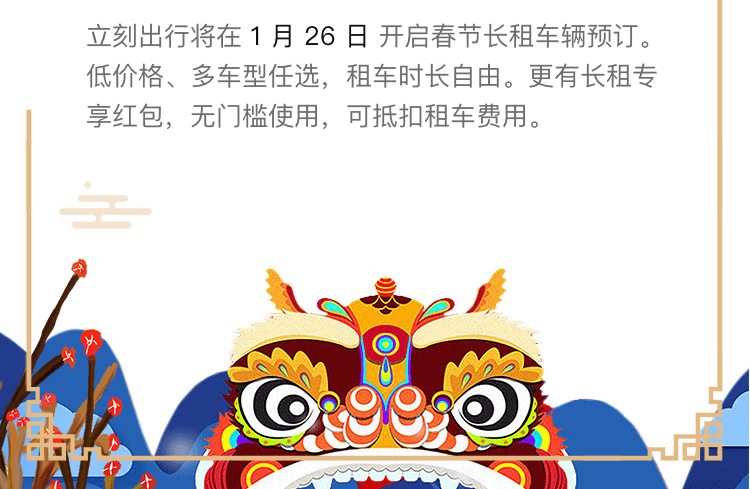 立刻出行将在 1 月 26 日 开启春节长租车辆预订。
低价格、多车型任选，租车时长自由。更有长租专
享红包，无门槛使用，可抵扣租车费用。